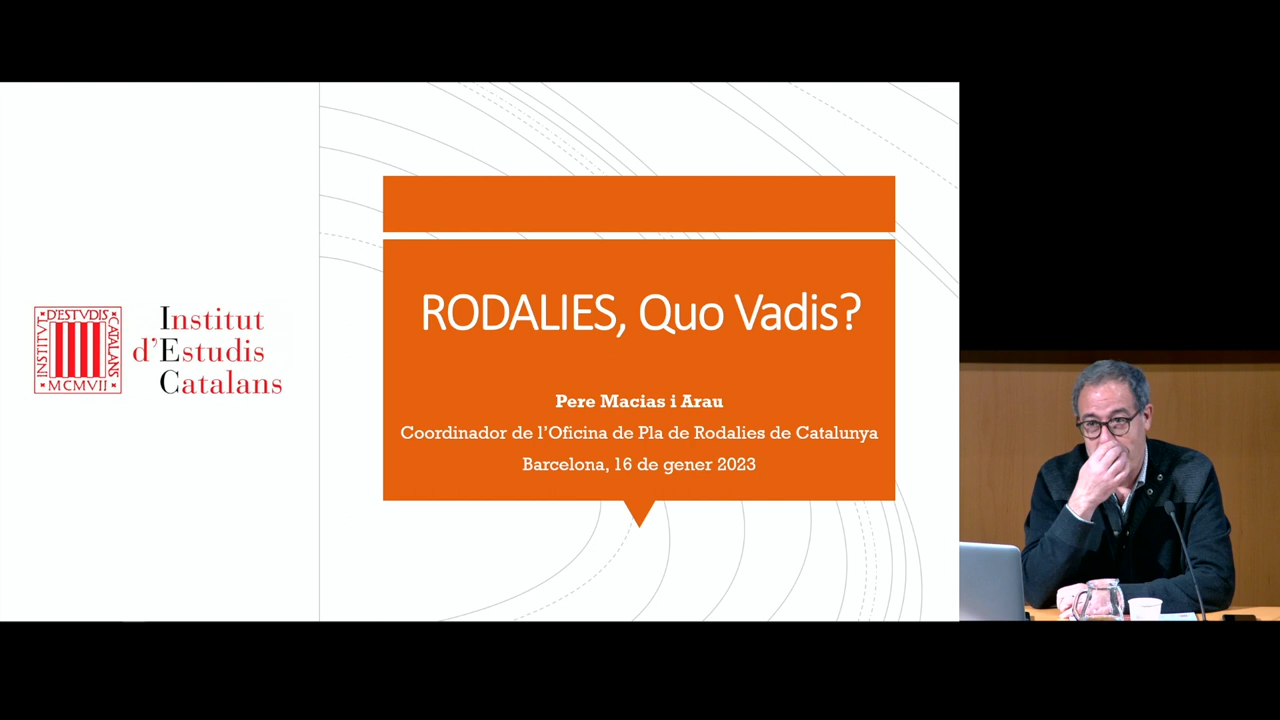 INSTITVT
D'ESTVDIS
CATALANS
MCMVII
Institut
d'Estudis
Catalans
RODALIES, Quo Vadis?
Pere Macias i Arau
Coordinador de l'Oficina de Pla de Rodalies de Catalunya
Barcelona, 16 de gener 2023